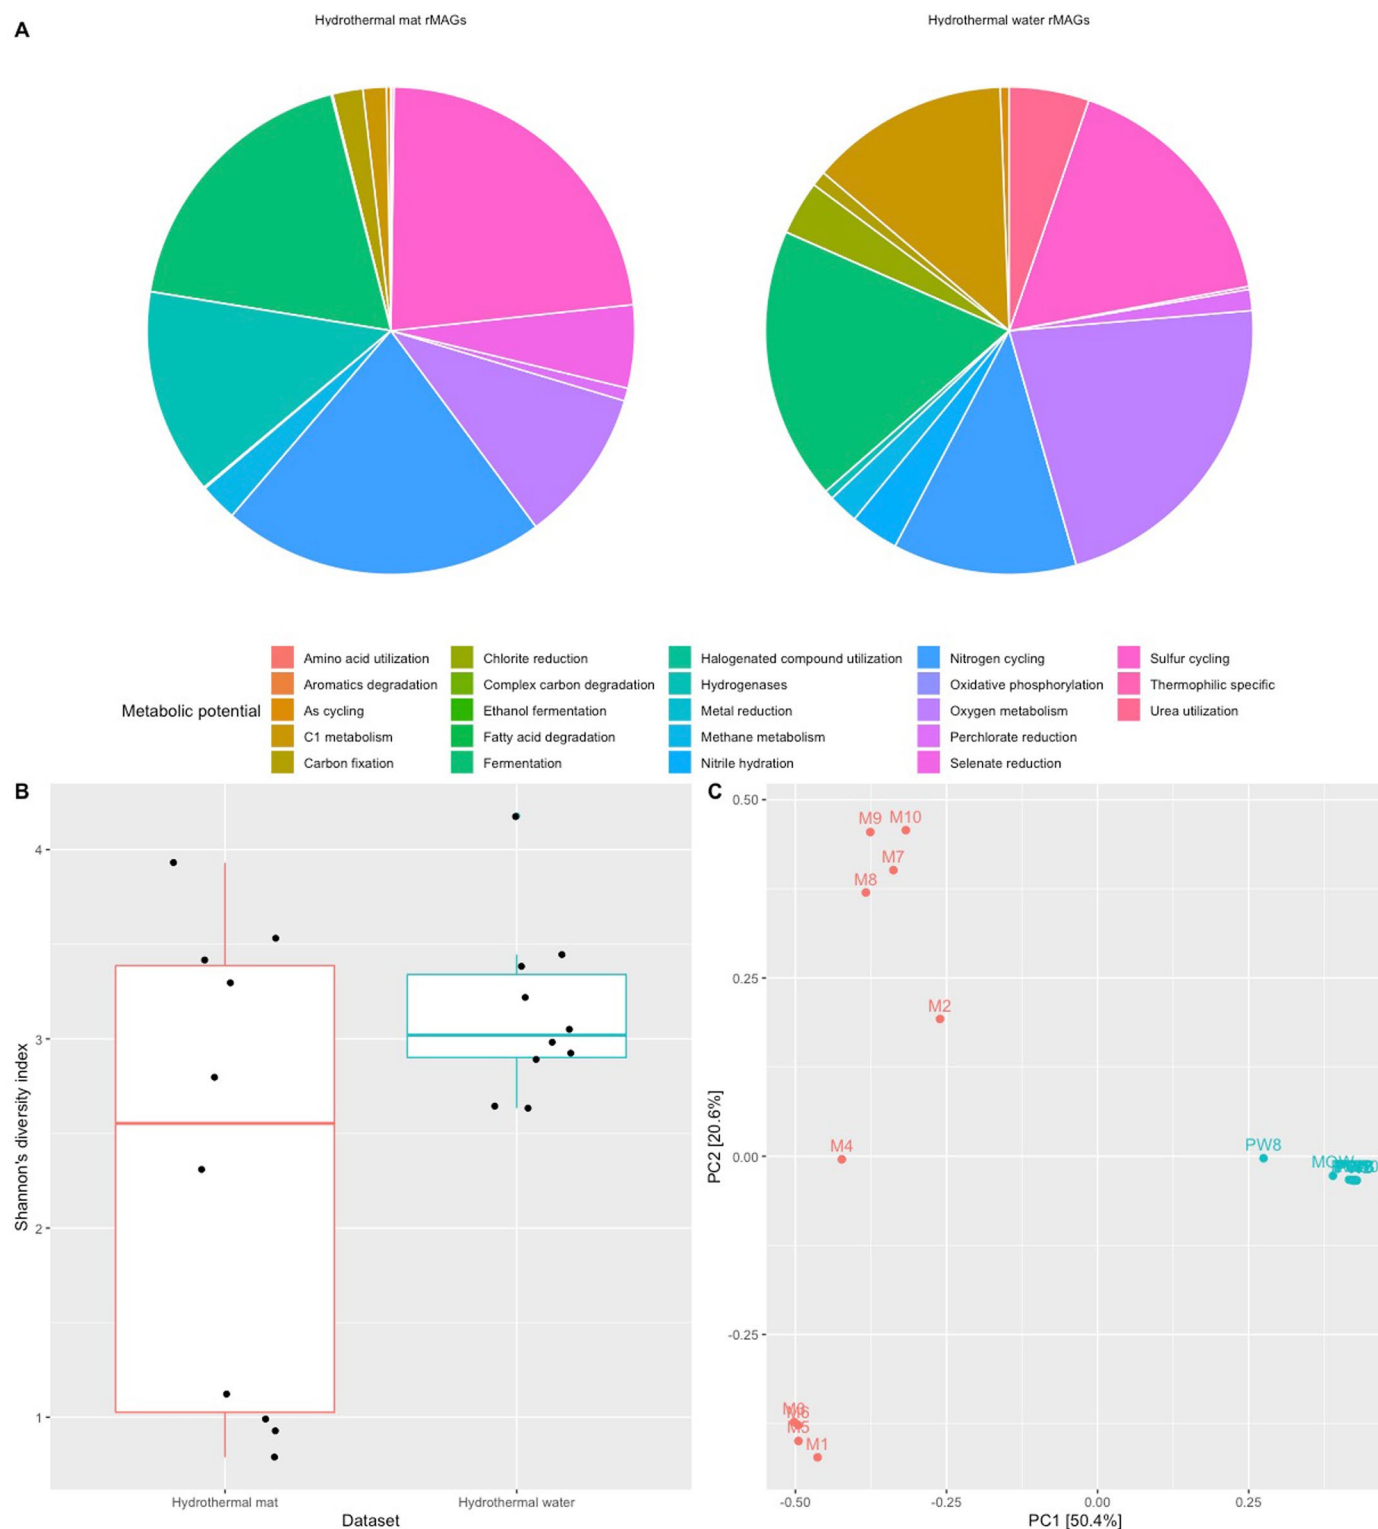 A
Hydrothermal mat rMAGs
Hydrothermal water rMAGs
Metabolic potential
Amino acid utilization
Aromatics degradation
As cycling
C1 metabolism
Carbon fixation
Chlorite reduction
Complex carbon degradation
Ethanol fermentation
Fatty acid degradation
Fermentation
Halogenated compound utilization
Hydrogenases
Metal reduction
Methane metabolism
Nitrile hydration
Nitrogen cycling
Oxidative phosphorylation
Oxygen metabolism
Perchlorate reduction
Selenate reduction
Sulfur cycling
Thermophilic specific
Urea utilization
B
Shannon's diversity index
4
3
2
1
Hydrothermal mat
Hydrothermal water
Dataset
C
PC2 [20.6%]
0.50
0.25
0.00
-0.25
M9
M10
M7
M8
M2
M4
PW8
M6
M5
M1
-0.50
-0.25
0.00
0.25
PC1 [50.4%]